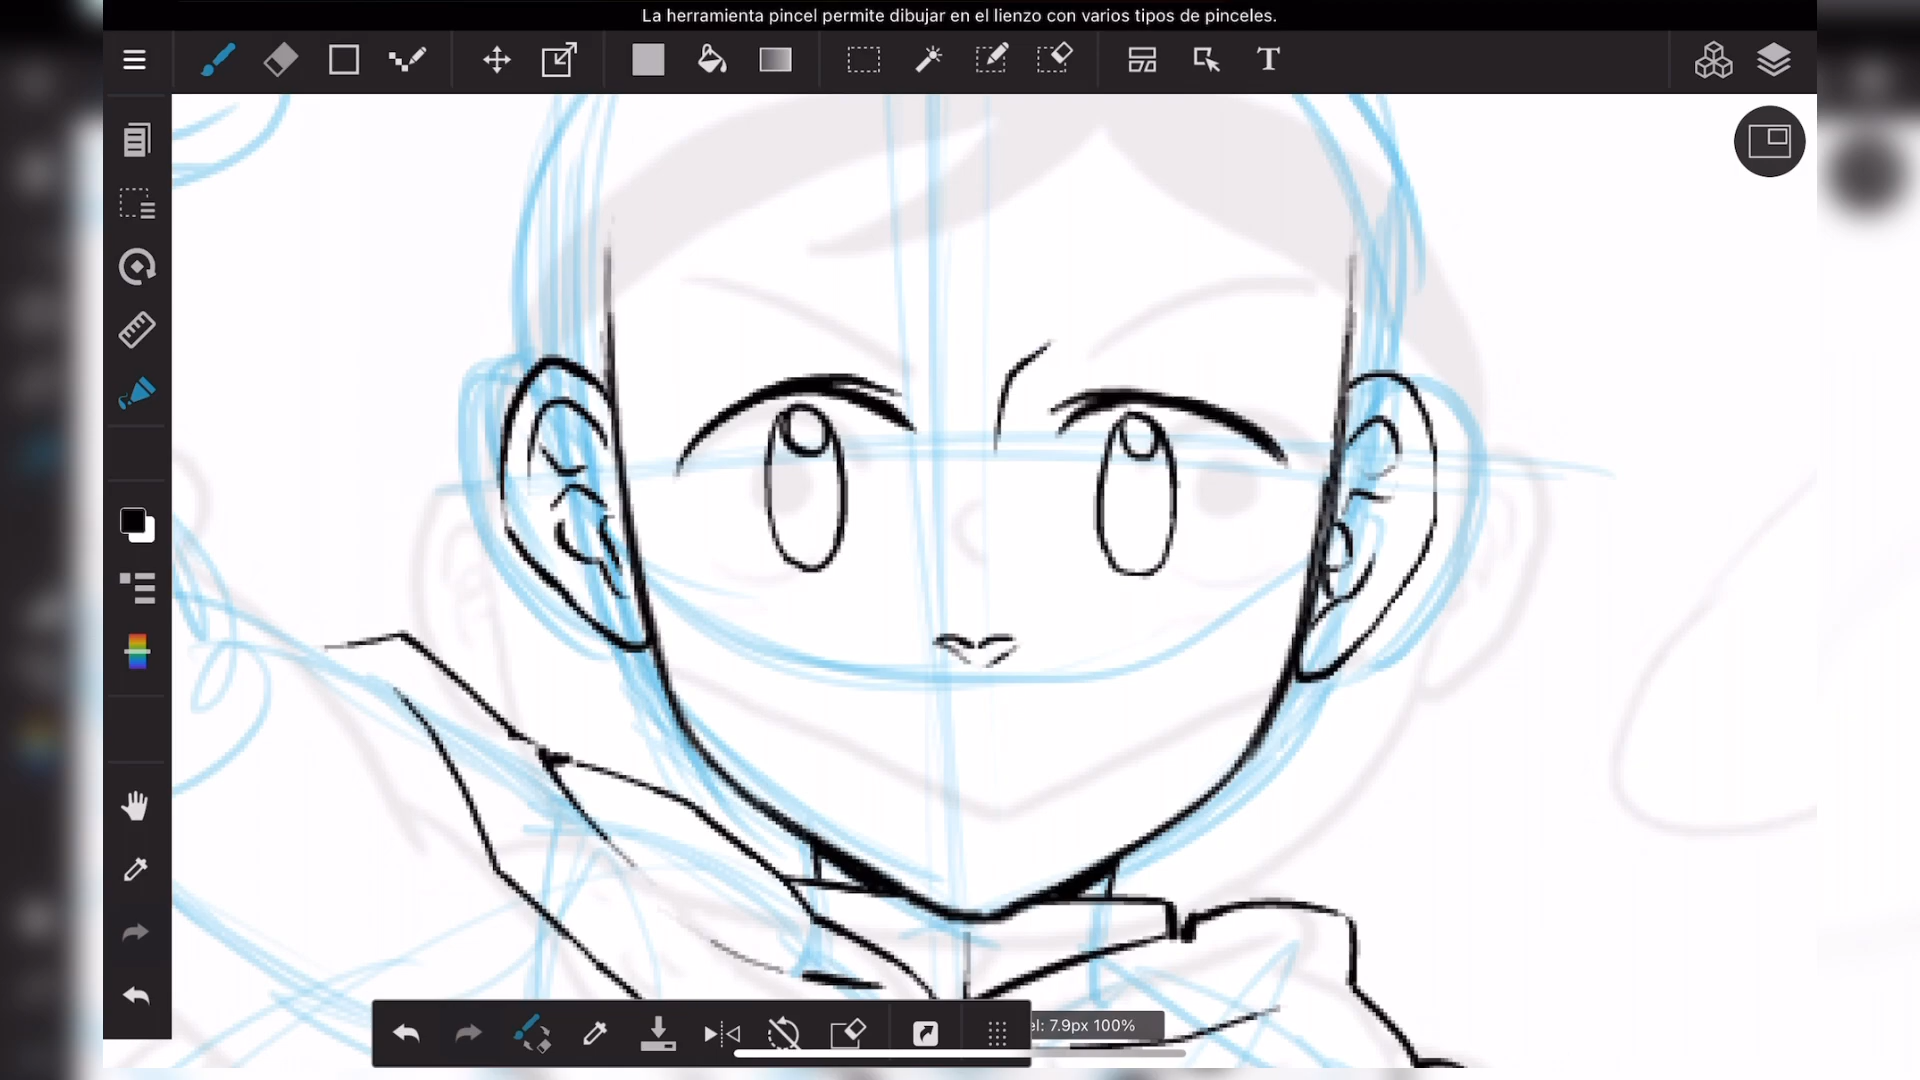 La herramienta pincel permite dibujar en el lienzo con varios tipos de pinceles.
T
el: 7.9px 100%